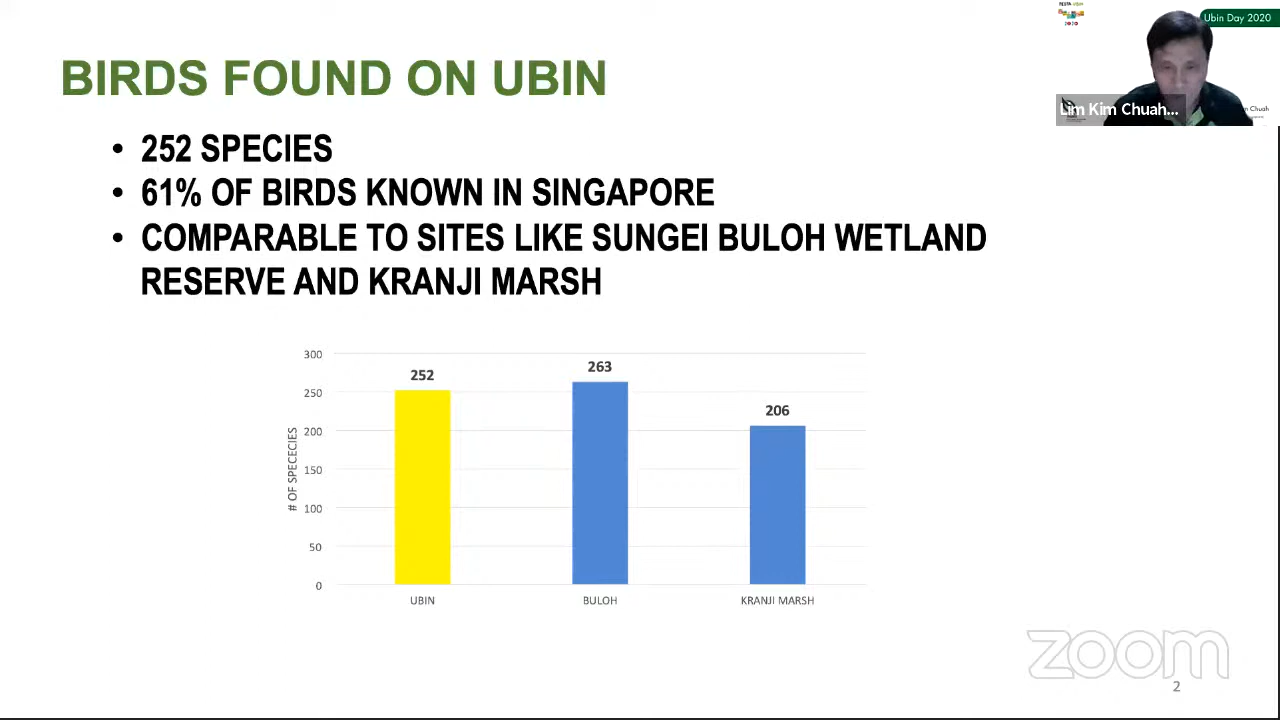 Ubin Day 2020
BIRDS FOUND ON UBIN
Lim Kim Chuah...
• 252 SPECIES
• 61% OF BIRDS KNOWN IN SINGAPORE
• COMPARABLE TO SITES LIKE SUNGEI BULOH WETLAND
RESERVE AND KRANJI MARSH
300
250
200
150
100
50
0
# OF SPECECIES
252
263
206
UBIN
BULOH
KRANJI MARSH
zoom
2